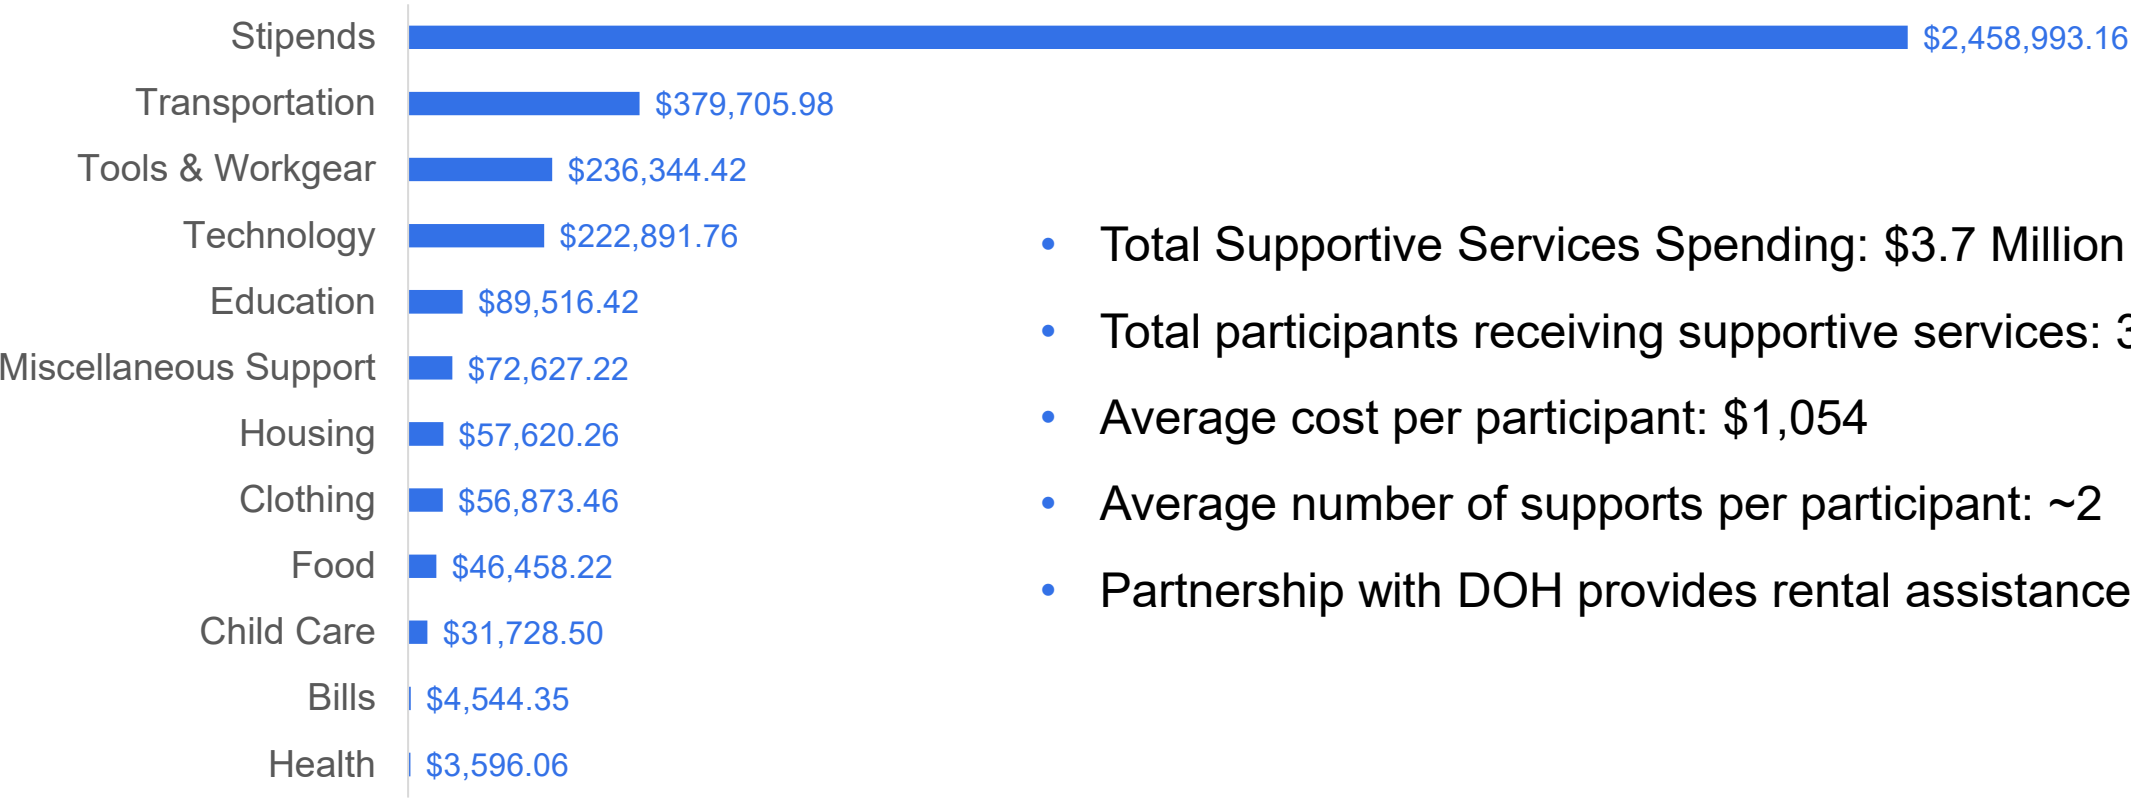 Stipends $2,458,993.16
Transportation $379,705.98
Tools & Workgear $236,344.42
Technology $222,891.76
Education $89,516.42
Miscellaneous Support $72,627.22
Housing $57,620.26
Clothing $56,873.46
Food $46,458.22
Child Care $31,728.50
Bills $4,544.35
Health $3,596.06
• Total Supportive Services Spending: $3.7 Million
• Total participants receiving supportive services:
• Average cost per participant: $1,054
• Average number of supports per participant: ~2
• Partnership with DOH provides rental assistance